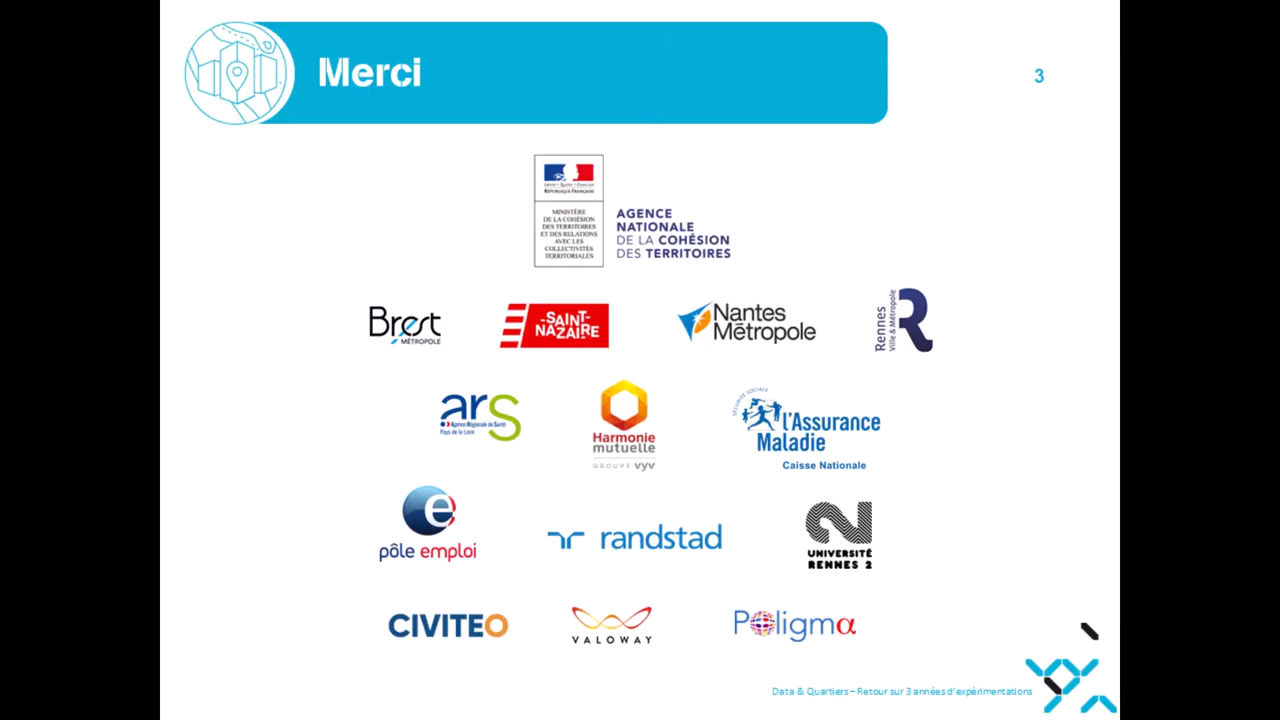 Merci
3
RÉPUBLIQUE FRANÇAISE
MINISTÈRE
DE LA COHÉSION
DES TERRITOIRES
ET DES RELATIONS
AVEC LES
COLLECTIVITÉS
TERRITORIALES
AGENCE
NATIONALE
DE LA COHÉSION
DES TERRITOIRES
Brest
MÉTROPOLE
SAINT-
NAZAIRE
Nantes
Métropole
Rennes
Ville & Métropole
R
ars
Agence Régionale de Santé
Pays de la Loire
Harmonie
mutuelle
GROUPE vyv
SÉCURITÉ SOCIALE
l'Assurance
Maladie
Caisse Nationale
e
pôle emploi
randstad
UNIVERSITÉ
RENNES 2
CIVITEO
VALOWAY
Poligma
Data & Quartiers – Retour sur 3 années d'expérimentations